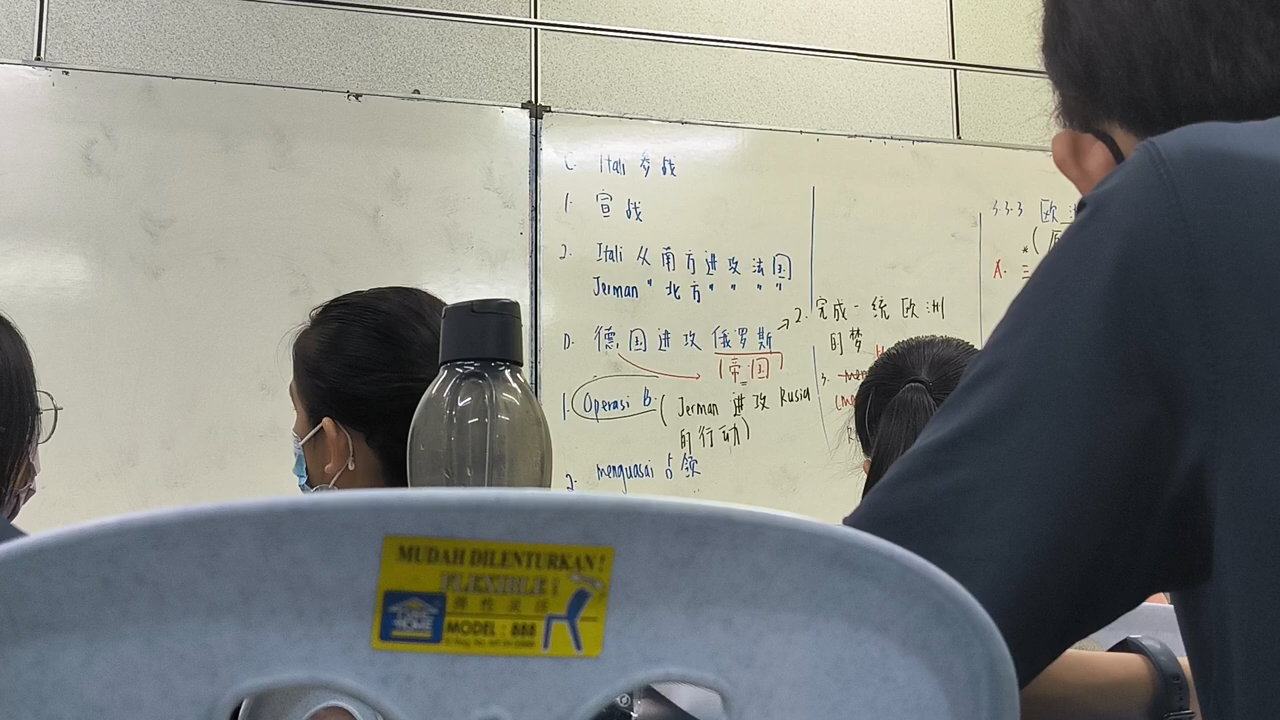 C. Itali 参战
1. 宣战
2. Itali 从南方进攻法国
Jerman " 北方 " " " "
D. 德国进攻俄罗斯
(帝国)
1. Operasi B. (Jerman 进攻 Rusia
的行动)
2. menguasai 占领
2. 完成一统欧洲
的梦
3.
3.3.3 欧
A. 三
MUDAH DILENTURKAN!
FLEXIBLE!
弹性灵活
HOME
MODEL : 888